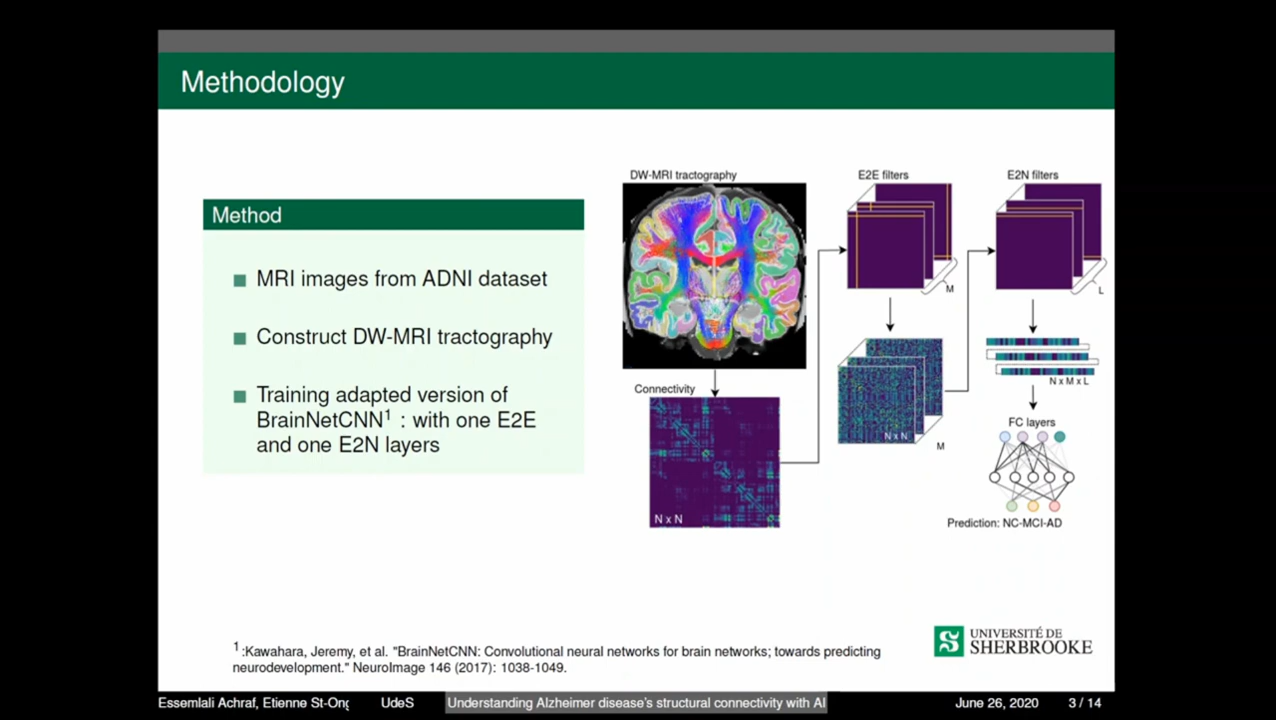 Methodology
Method
MRI images from ADNI dataset
Construct DW-MRI tractography
Training adapted version of
BrainNetCNN1 : with one E2E
and one E2N layers
DW-MRI tractography
Connectivity
N x N
E2E filters
M
N x N
M
E2N filters
L
N x M x L
FC layers
Prediction: NC-MCI-AD
1:Kawahara, Jeremy, et al. "BrainNetCNN: Convolutional neural networks for brain networks; towards predicting
neurodevelopment." NeuroImage 146 (2017): 1038-1049.
UNIVERSITÉ DE
SHERBROOKE
Essemlali Achraf, Etienne St-Ong UdeS Understanding Alzheimer disease's structural connectivity with AI June 26, 2020 3 / 14